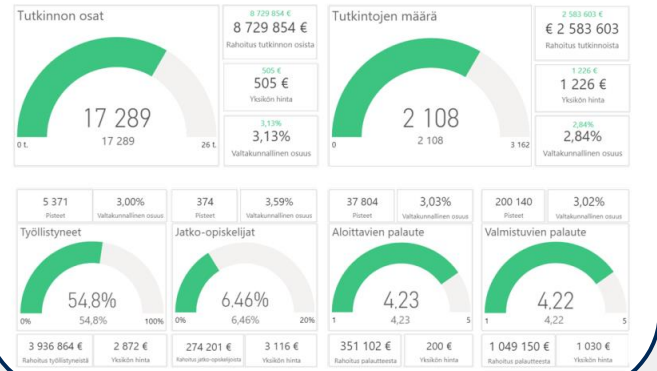 Tutkinnon osat
17 289
17 289
0 t.
26 t.
8 729 854 €
8 729 854 €
Rahoitus tutkinnon osista
505 €
505 €
Yksikön hinta
3,13%
3,13%
Valtakunnallinen osuus
Tutkintojen määrä
2 108
2 108
0
3 162
2 583 603 €
€ 2 583 603
Rahoitus tutkinnoista
1 226 €
1 226 €
Yksikön hinta
2,84%
2,84%
Valtakunnallinen osuus
5 371
Pisteet
3,00%
Valtakunnallinen osuus
Työllistyneet
54,8%
0%
54,8%
100%
3 936 864 €
Rahoitus työllistyneistä
2 872 €
Yksikön hinta
374
Pisteet
3,59%
Valtakunnallinen osuus
Jatko-opiskelijat
6,46%
0%
6,46%
20%
274 201 €
Rahoitus jatko-opiskelijoista
3 116 €
Yksikön hinta
37 804
Pisteet
3,03%
Valtakunnallinen osuus
Aloittavien palaute
4,23
1
4,23
5
351 102 €
Rahoitus palautteesta
200 €
Yksikön hinta
200 140
Pisteet
3,02%
Valtakunnallinen osuus
Valmistuvien palaute
4,22
1
4,22
5
1 049 150 €
Rahoitus palautteesta
1 030 €
Yksikön hinta